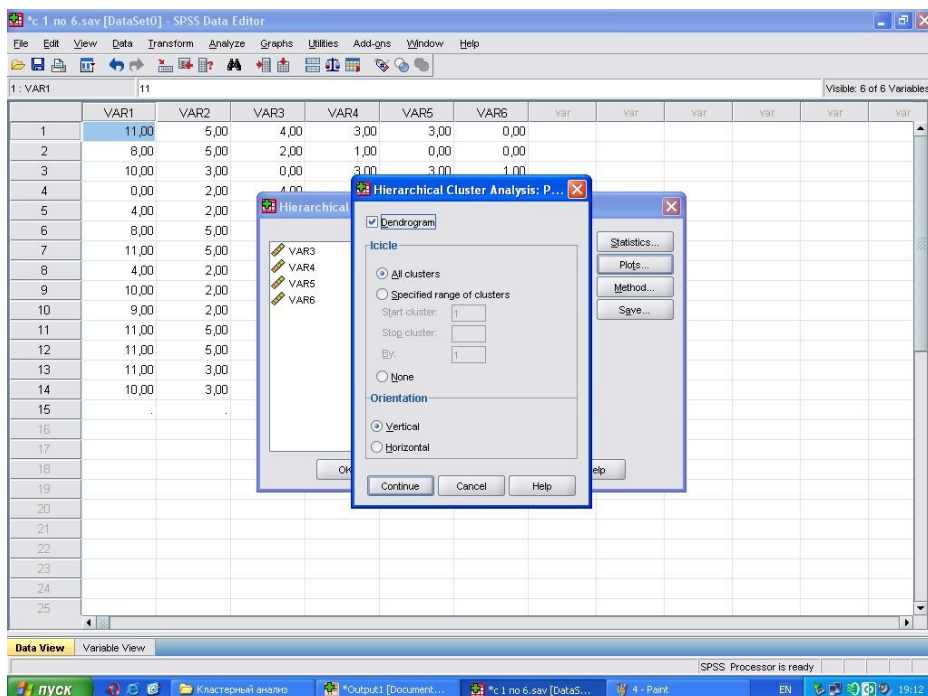 *c 1 no 6.sav [DataSet0] - SPSS Data Editor
File Edit View Data Transform Analyze Graphs Utilities Add-ons Window Help
1 : VAR1 11 Visible: 6 of 6 Variables
VAR1 VAR2 VAR3 VAR4 VAR5 VAR6 var var var var var var
1 11,00 5,00 4,00 3,00 3,00 0,00
2 8,00 5,00 2,00 1,00 0,00 0,00
3 10,00 3,00 0,00 3,00 3,00 1,00
4 0,00 2,00 4,00
5 4,00 2,00
6 8,00 5,00
7 11,00 5,00
8 4,00 2,00
9 10,00 2,00
10 9,00 2,00
11 11,00 5,00
12 11,00 5,00
13 11,00 3,00
14 10,00 3,00
15 . .
16
17
18
19
20
21
22
23
24
25
Hierarchical
VAR3
VAR4
VAR5
VAR6
Statistics...
Plots...
Method...
Save...
OK
elp
Hierarchical Cluster Analysis: P...
Dendrogram
Icicle
All clusters
Specified range of clusters
Start cluster: 1
Stop cluster:
By: 1
None
Orientation
Vertical
Horizontal
Continue Cancel Help
Data View Variable View
SPSS Processor is ready
пуск Кластерный анализ *Output1 [Document... *c 1 no 6.sav [DataS... 4 - Paint EN 19:12